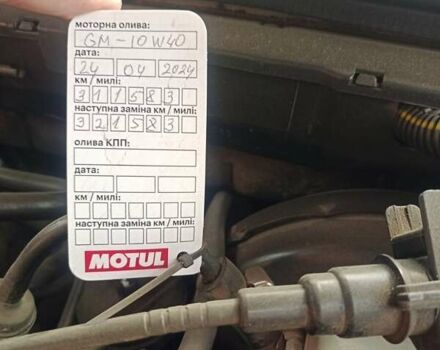 моторна олива:
GM-10W40
дата:
24 04 2024
км / милі:
311583
наступна заміна км / милі:
321583
олива КПП:
дата:
км / милі:
наступна заміна км / милі:
MOTUL